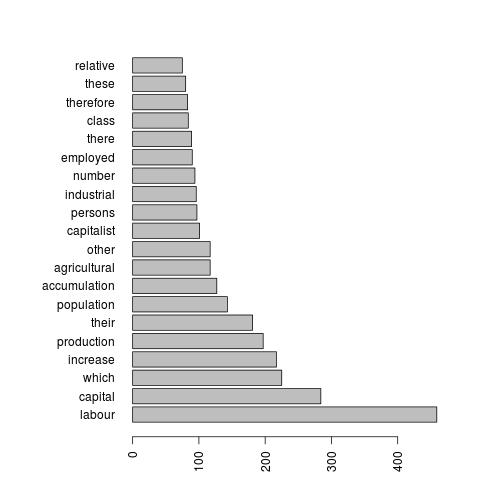 relative
these
therefore
class
there
employed
number
industrial
persons
capitalist
other
agricultural
accumulation
population
their
production
increase
which
capital
labour
0
100
200
300
400